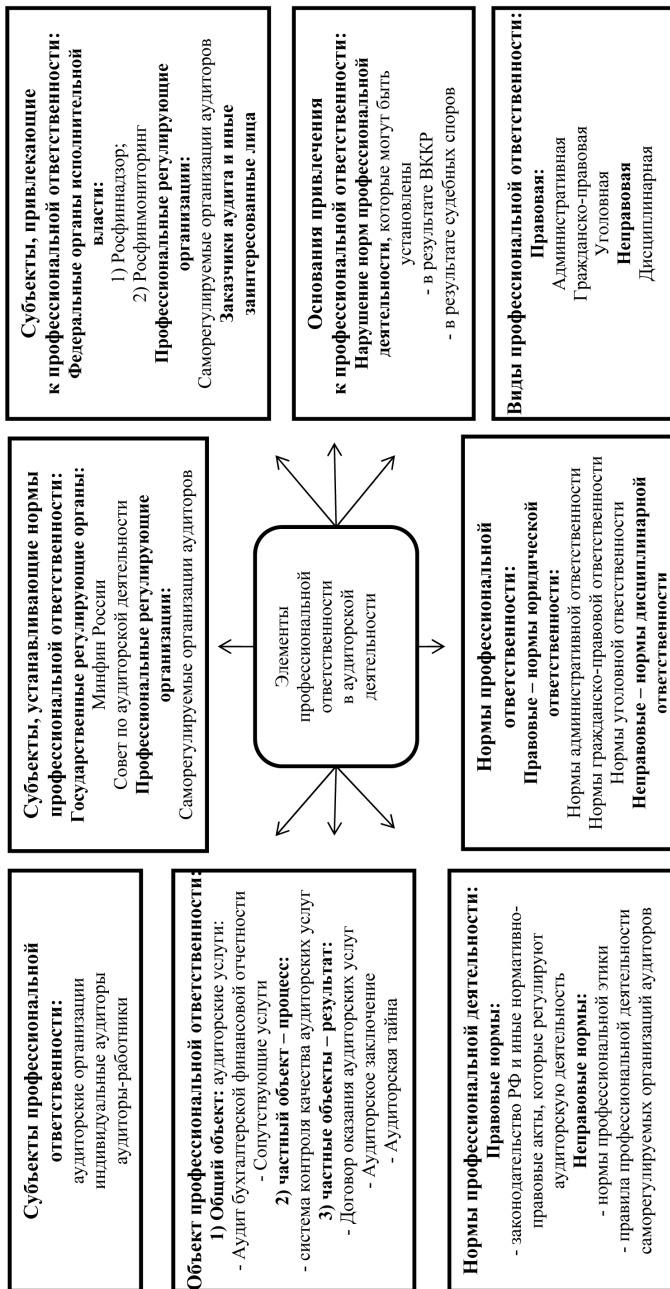 Субъекты профессиональной
ответственности:
аудиторские организации
индивидуальные аудиторы
аудиторы-работники
Субъекты, устанавливающие нормы
профессиональной ответственности:
Государственные регулирующие органы:
Минфин России
Совет по аудиторской деятельности
Профессиональные регулирующие
организации:
Саморегулируемые организации аудиторов
Субъекты, привлекающие
к профессиональной ответственности:
Федеральные органы исполнительной
власти:
1) Росфиннадзор;
2) Росфинмониторинг
Профессиональные регулирующие
организации:
Саморегулируемые организации аудиторов
Заказчики аудита и иные
заинтересованные лица
Объект профессиональной ответственности:
1) Общий объект: аудиторские услуги:
- Аудит бухгалтерской финансовой отчетности
- Сопутствующие услуги
2) частный объект – процесс:
- система контроля качества аудиторских услуг
3) частные объекты – результат:
- Договор оказания аудиторских услуг
- Аудиторское заключение
- Аудиторская тайна
Элементы
профессиональной
ответственности
в аудиторской
деятельности
Основания привлечения
к профессиональной ответственности:
Нарушение норм профессиональной
деятельности, которые могут быть
установлены
- в результате ВККР
- в результате судебных споров
Нормы профессиональной деятельности:
Правовые нормы:
- законодательство РФ и иные нормативно-
правовые акты, которые регулируют
аудиторскую деятельность
Неправовые нормы:
- нормы профессиональной этики
- правила профессиональной деятельности
саморегулируемых организаций аудиторов
Нормы профессиональной
ответственности:
Правовые – нормы юридической
ответственности:
Нормы административной ответственности
Нормы гражданско-правовой ответственности
Нормы уголовной ответственности
Неправовые – нормы дисциплинарной
ответственности
Виды профессиональной ответственности:
Правовая:
Административная
Гражданско-правовая
Уголовная
Неправовая
Дисциплинарная